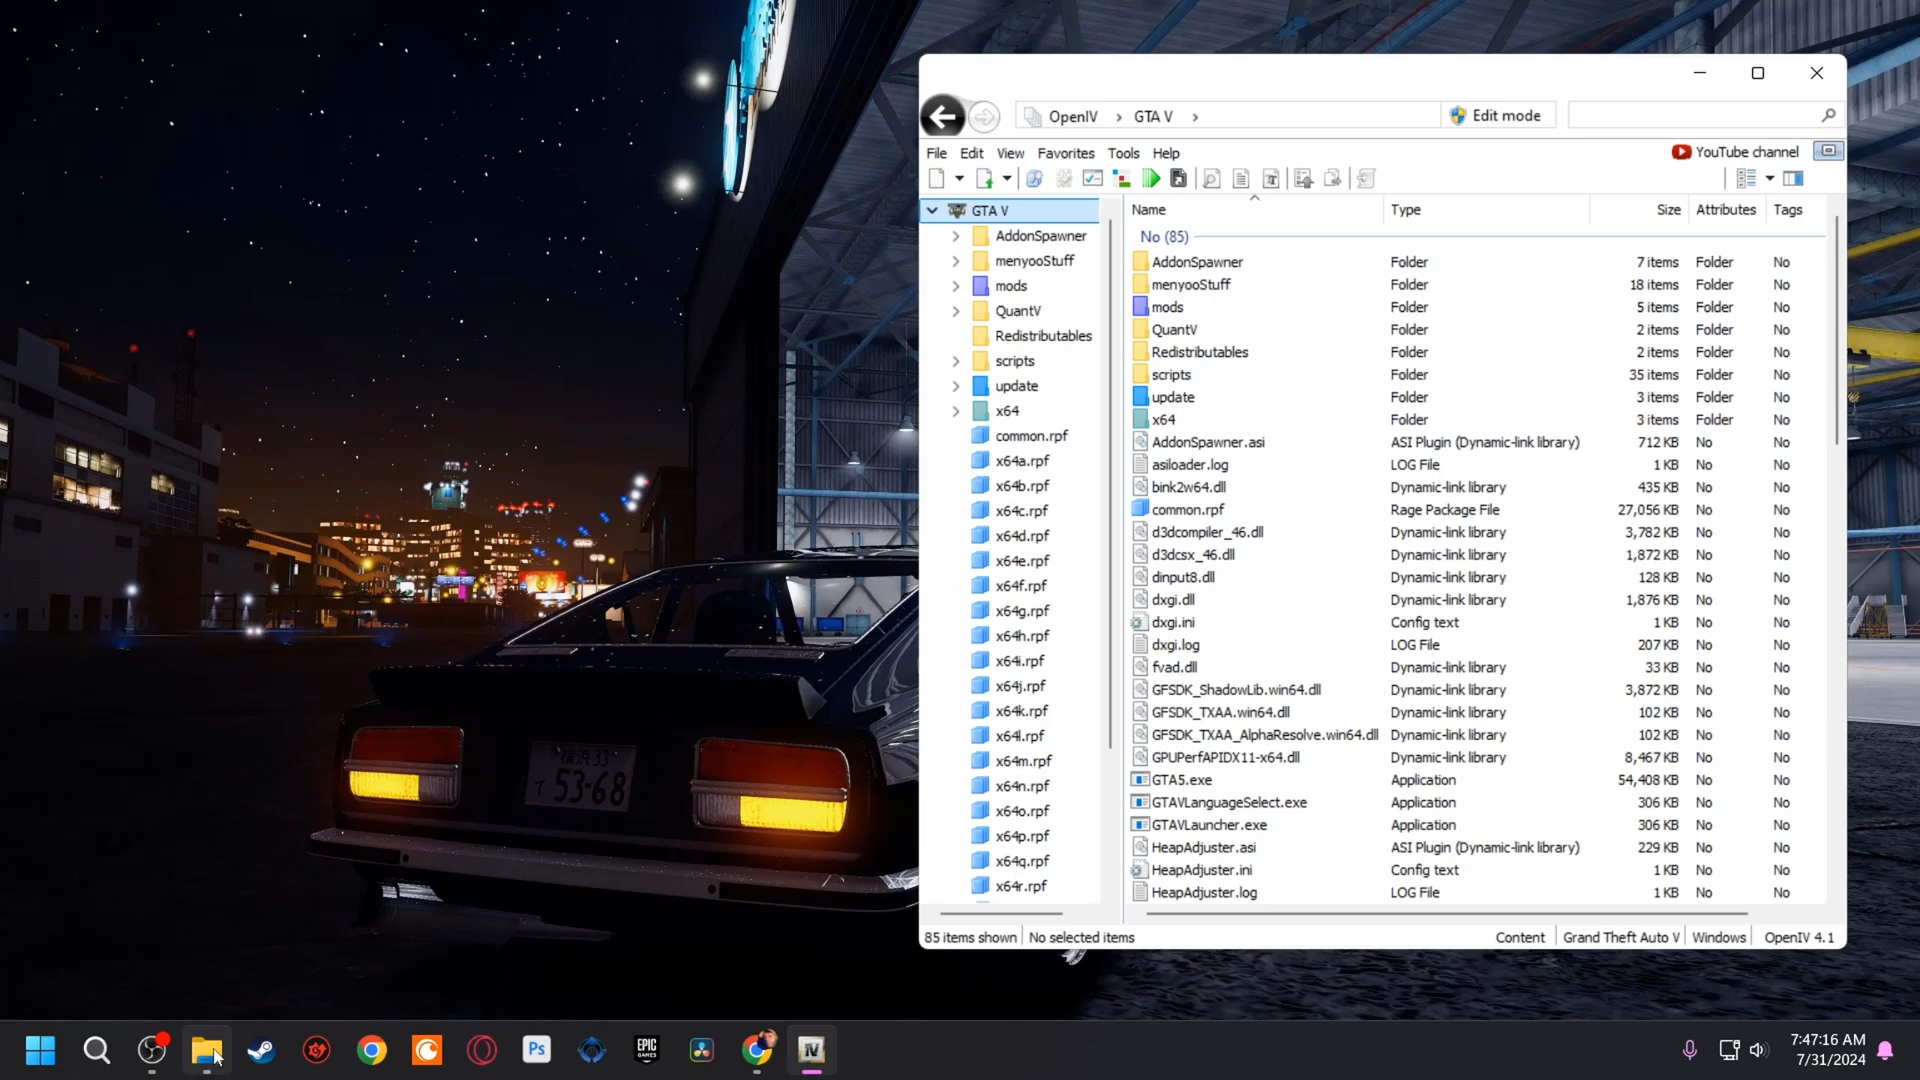 OpenIV > GTA V >
Edit mode
File Edit View Favorites Tools Help
YouTube channel
GTA V
AddonSpawner
menyooStuff
mods
QuantV
Redistributables
scripts
update
x64
common.rpf
x64a.rpf
x64b.rpf
x64c.rpf
x64d.rpf
x64e.rpf
x64f.rpf
x64g.rpf
x64h.rpf
x64i.rpf
x64j.rpf
x64k.rpf
x64l.rpf
x64m.rpf
x64n.rpf
x64o.rpf
x64p.rpf
x64q.rpf
x64r.rpf
Name Type Size Attributes Tags
No (85)
AddonSpawner Folder 7 items Folder No
menyooStuff Folder 18 items Folder No
mods Folder 5 items Folder No
QuantV Folder 2 items Folder No
Redistributables Folder 2 items Folder No
scripts Folder 35 items Folder No
update Folder 3 items Folder No
x64 Folder 3 items Folder No
AddonSpawner.asi ASI Plugin (Dynamic-link library) 712 KB No No
asiloader.log LOG File 1 KB No No
bink2w64.dll Dynamic-link library 435 KB No No
common.rpf Rage Package File 27,056 KB No No
d3dcompiler_46.dll Dynamic-link library 3,782 KB No No
d3dcsx_46.dll Dynamic-link library 1,872 KB No No
dinput8.dll Dynamic-link library 128 KB No No
dxgi.dll Dynamic-link library 1,876 KB No No
dxgi.ini Config text 1 KB No No
dxgi.log LOG File 207 KB No No
fvad.dll Dynamic-link library 33 KB No No
GFSDK_ShadowLib.win64.dll Dynamic-link library 3,872 KB No No
GFSDK_TXAA.win64.dll Dynamic-link library 102 KB No No
GFSDK_TXAA_AlphaResolve.win64.dll Dynamic-link library 102 KB No No
GPUPerfAPIDX11-x64.dll Dynamic-link library 8,467 KB No No
GTA5.exe Application 54,408 KB No No
GTAVLanguageSelect.exe Application 306 KB No No
GTAVLauncher.exe Application 306 KB No No
HeapAdjuster.asi ASI Plugin (Dynamic-link library) 229 KB No No
HeapAdjuster.ini Config text 1 KB No No
HeapAdjuster.log LOG File 1 KB No No
85 items shown No selected items Content Grand Theft Auto V Windows OpenIV 4.1
横浜 33
て 53-68
Ps
EPIC
GAMES
IV
7:47:16 AM
7/31/2024